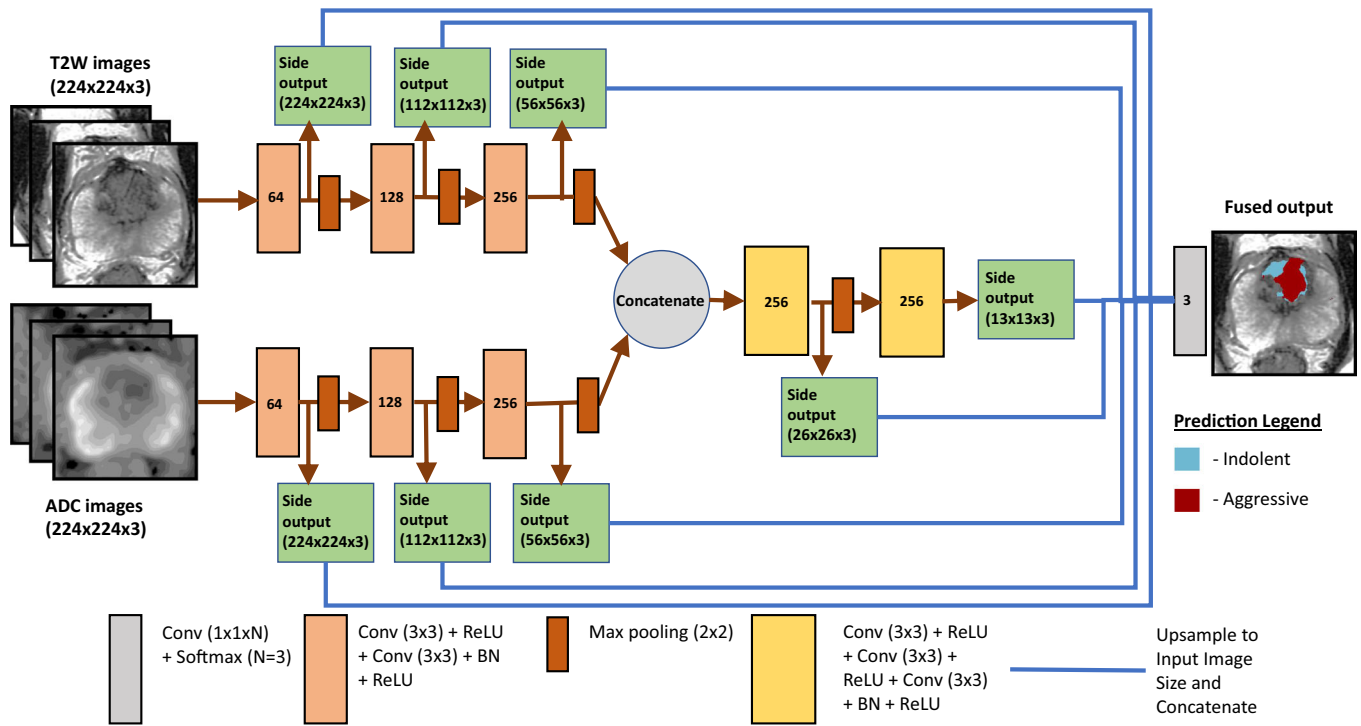 T2W images
(224x224x3)
Side
output
(224x224x3)
Side
output
(112x112x3)
Side
output
(56x56x3)
64
128
256
Concatenate
256
256
Side
output
(13x13x3)
Side
output
(26x26x3)
3
Fused output
Prediction Legend
- Indolent
- Aggressive
64
128
256
ADC images
(224x224x3)
Side
output
(224x224x3)
Side
output
(112x112x3)
Side
output
(56x56x3)
Conv (1x1xN)
+ Softmax (N=3)
Conv (3x3) + ReLU
+ Conv (3x3) + BN
+ ReLU
Max pooling (2x2)
Conv (3x3) + ReLU
+ Conv (3x3) +
ReLU + Conv (3x3)
+ BN + ReLU
Upsample to
Input Image
Size and
Concatenate